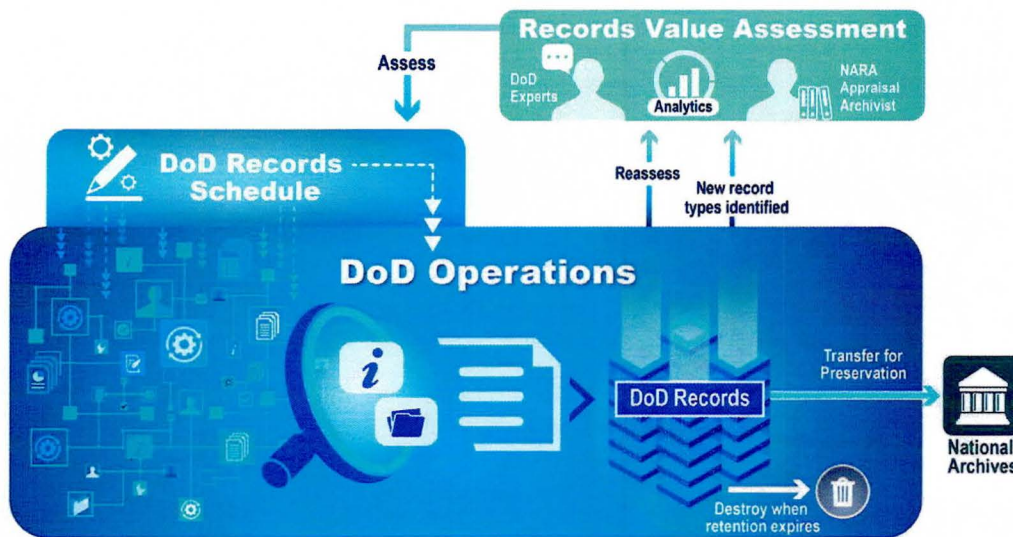 Records Value Assessment
DoD
Experts
Analytics
NARA
Appraisal
Archivist
Assess
DoD Records
Schedule
Reassess
New record
types identified
DoD Operations
i
DoD Records
Transfer for
Preservation
National
Archives
Destroy when
retention expires